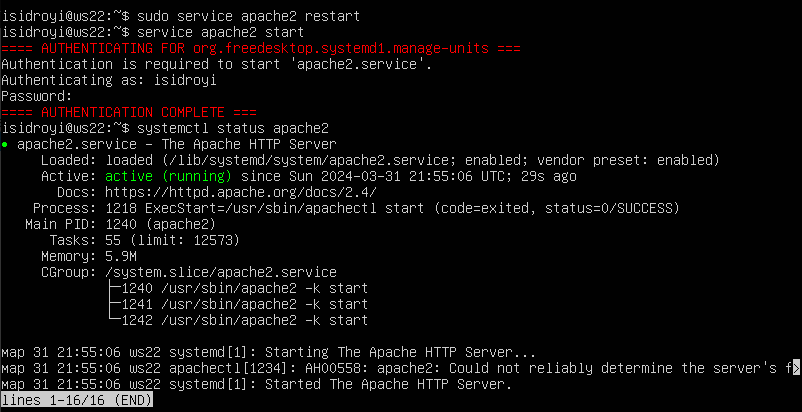 isidroyi@ws22:~$ sudo service apache2 restart
isidroyi@ws22:~$ service apache2 start
==== AUTHENTICATING FOR org.freedesktop.systemd1.manage-units ===
Authentication is required to start 'apache2.service'.
Authenticating as: isidroyi
Password:
==== AUTHENTICATION COMPLETE ===
isidroyi@ws22:~$ systemctl status apache2
● apache2.service – The Apache HTTP Server
Loaded: loaded (/lib/systemd/system/apache2.service; enabled; vendor preset: enabled)
Active: active (running) since Sun 2024-03-31 21:55:06 UTC; 29s ago
Docs: https://httpd.apache.org/docs/2.4/
Process: 1218 ExecStart=/usr/sbin/apachectl start (code=exited, status=0/SUCCESS)
Main PID: 1240 (apache2)
Tasks: 55 (limit: 12573)
Memory: 5.9M
CGroup: /system.slice/apache2.service
├─1240 /usr/sbin/apache2 -k start
├─1241 /usr/sbin/apache2 -k start
└─1242 /usr/sbin/apache2 -k start
мар 31 21:55:06 ws22 systemd[1]: Starting The Apache HTTP Server...
мар 31 21:55:06 ws22 apachectl[1234]: AH00558: apache2: Could not reliably determine the server's f>
мар 31 21:55:06 ws22 systemd[1]: Started The Apache HTTP Server.
lines 1-16/16 (END)